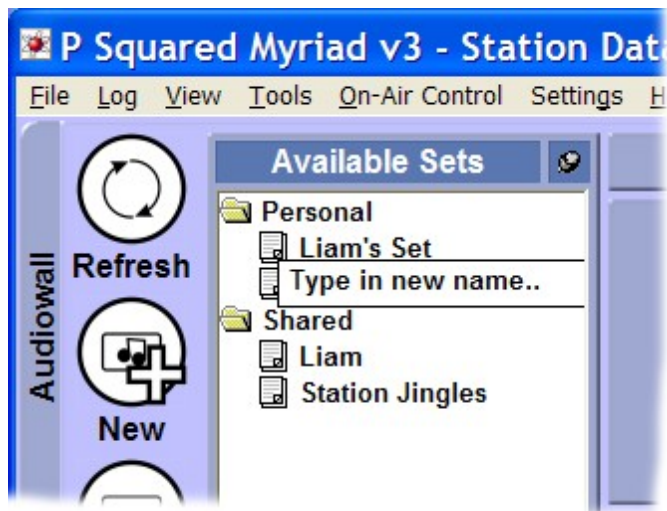 P Squared Myriad v3 - Station Dat
File Log View Tools On-Air Control Settings H
Audiowall
Refresh
New
Available Sets
Personal
Liam's Set
Type in new name..
Shared
Liam
Station Jingles